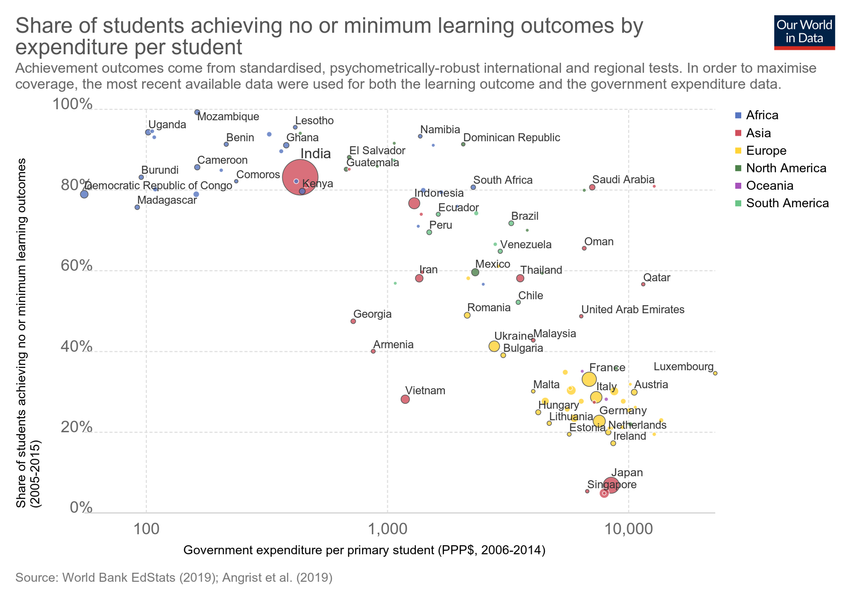 Share of students achieving no or minimum learning outcomes by
expenditure per student
Our World
in Data
Achievement outcomes come from standardised, psychometrically-robust international and regional tests. In order to maximise
coverage, the most recent available data were used for both the learning outcome and the government expenditure data.
100%
80%
60%
40%
20%
0%
Share of students achieving no or minimum learning outcomes
(2005-2015)
Mozambique
Uganda
Lesotho
Benin
Ghana
Namibia
Dominican Republic
India
El Salvador
Guatemala
Cameroon
Burundi
Comoros
Kenya
Democratic Republic of Congo
Madagascar
South Africa
Saudi Arabia
Indonesia
Ecuador
Peru
Brazil
Venezuela
Oman
Iran
Mexico
Thailand
Qatar
Chile
Romania
Georgia
United Arab Emirates
Armenia
Ukraine
Malaysia
Bulgaria
France
Luxembourg
Vietnam
Malta
Italy
Austria
Hungary
Germany
Lithuania
Estonia
Netherlands
Ireland
Japan
Singapore
Africa
Asia
Europe
North America
Oceania
South America
100
1,000
10,000
Government expenditure per primary student (PPP$, 2006-2014)
Source: World Bank EdStats (2019); Angrist et al. (2019)